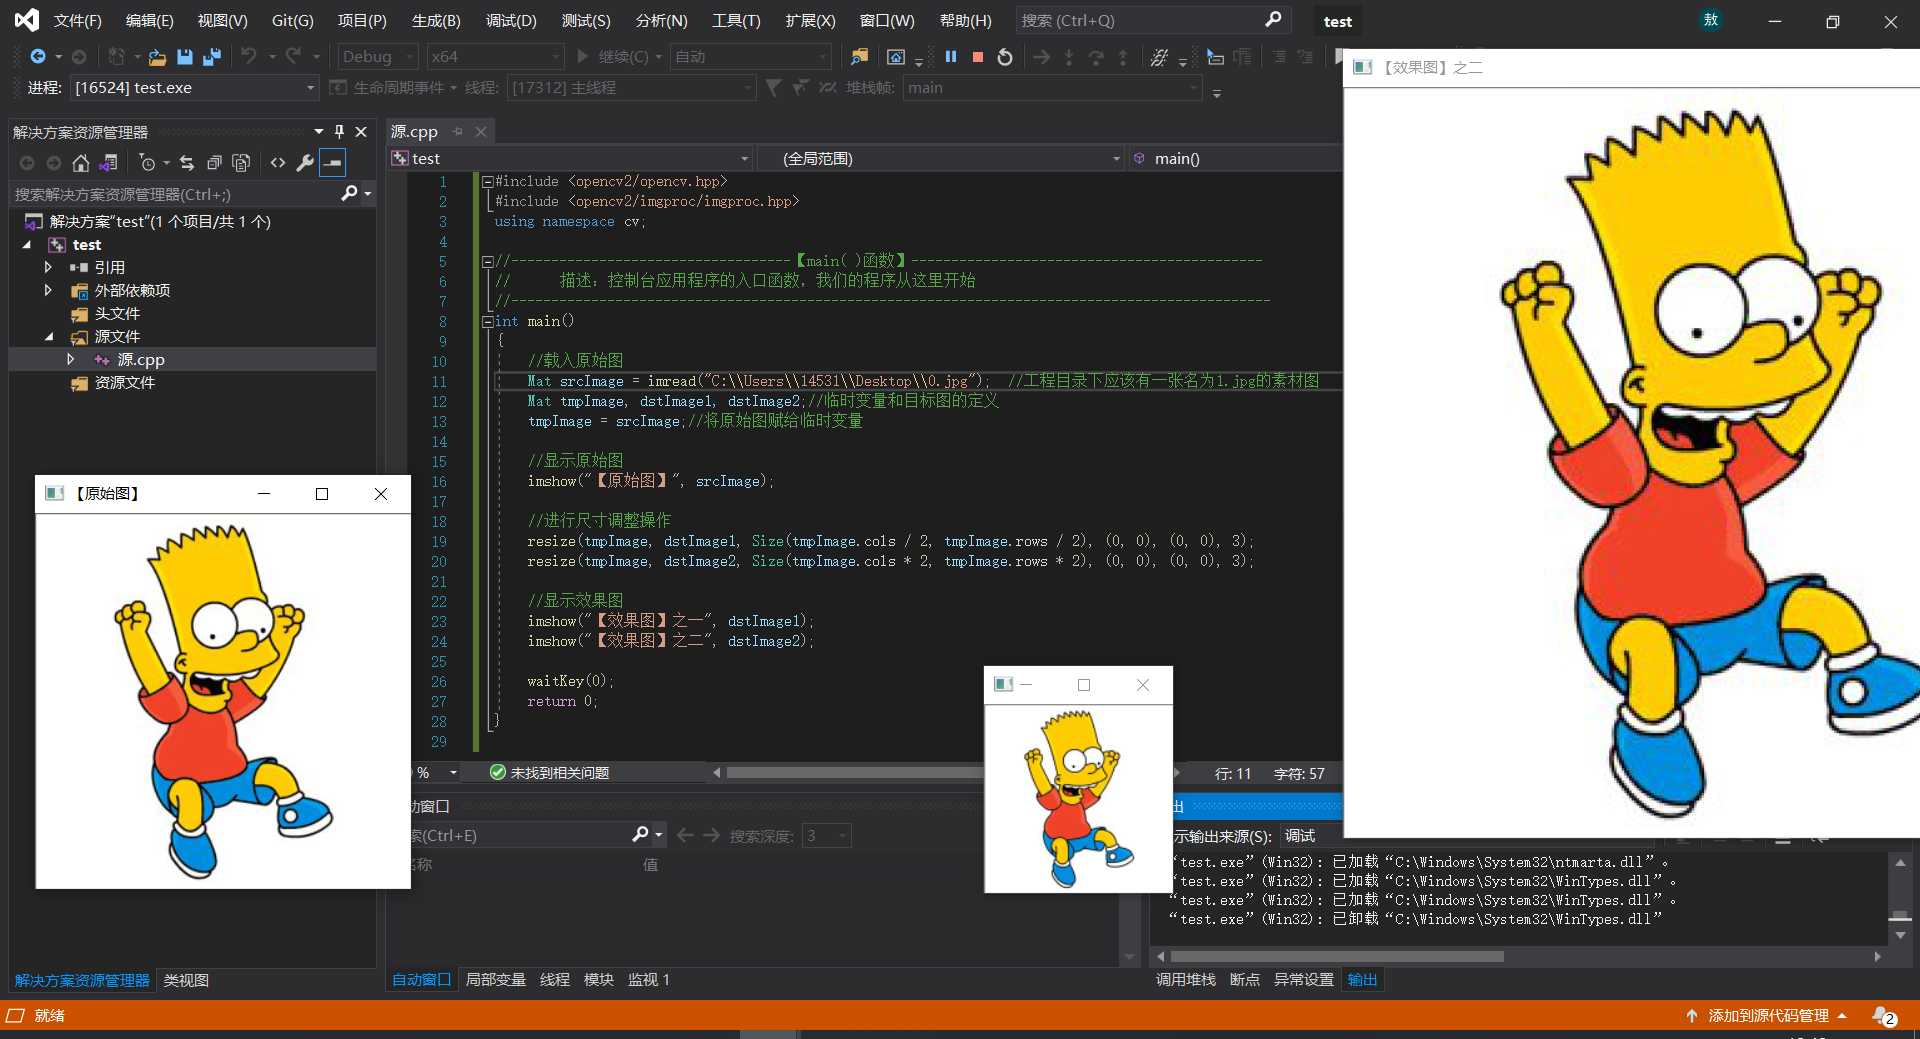 文件(F) 编辑(E) 视图(V) Git(G) 项目(P) 生成(B) 调试(D) 测试(S) 分析(N) 工具(T) 扩展(X) 窗口(W) 帮助(H) 搜索 (Ctrl+Q) test 敖
Debug x64 继续(C) 自动
进程: [16524] test.exe 生命周期事件 线程: [17312] 主线程 堆栈帧: main
【效果图】之二
解决方案资源管理器
搜索解决方案资源管理器(Ctrl+;)
解决方案"test"(1 个项目/共 1 个)
test
引用
外部依赖项
头文件
源文件
源.cpp
资源文件
【原始图】
源.cpp
test (全局范围) main()
1 #include <opencv2/opencv.hpp>
2 #include <opencv2/imgproc/imgproc.hpp>
3 using namespace cv;
4
5 //-----------------------------------【main( )函数】--------------------------------------------
6 //      描述：控制台应用程序的入口函数，我们的程序从这里开始
7 //-----------------------------------------------------------------------------------------------
8 int main()
9 {
10 //载入原始图
11 Mat srcImage = imread("C:\\Users\\14531\\Desktop\\0.jpg");  //工程目录下应该有一张名为1.jpg的素材图
12 Mat tmpImage, dstImage1, dstImage2;//临时变量和目标图的定义
13 tmpImage = srcImage;//将原始图赋给临时变量
14
15 //显示原始图
16 imshow("【原始图】", srcImage);
17
18 //进行尺寸调整操作
19 resize(tmpImage, dstImage1, Size(tmpImage.cols / 2, tmpImage.rows / 2), (0, 0), (0, 0), 3);
20 resize(tmpImage, dstImage2, Size(tmpImage.cols * 2, tmpImage.rows * 2), (0, 0), (0, 0), 3);
21
22 //显示效果图
23 imshow("【效果图】之一", dstImage1);
24 imshow("【效果图】之二", dstImage2);
25
26 waitKey(0);
27 return 0;
28 }
29
% 未找到相关问题 行: 11 字符: 57
动窗口
索(Ctrl+E) 搜索深度: 3
名称 值
出
示输出来源(S): 调试
“test.exe”(Win32): 已加载“C:\Windows\System32\ntmarta.dll”。
“test.exe”(Win32): 已加载“C:\Windows\System32\WinTypes.dll”。
“test.exe”(Win32): 已加载“C:\Windows\System32\WinTypes.dll”。
“test.exe”(Win32): 已卸载“C:\Windows\System32\WinTypes.dll”
解决方案资源管理器 类视图
自动窗口 局部变量 线程 模块 监视 1
调用堆栈 断点 异常设置 输出
就绪 添加到源代码管理 2